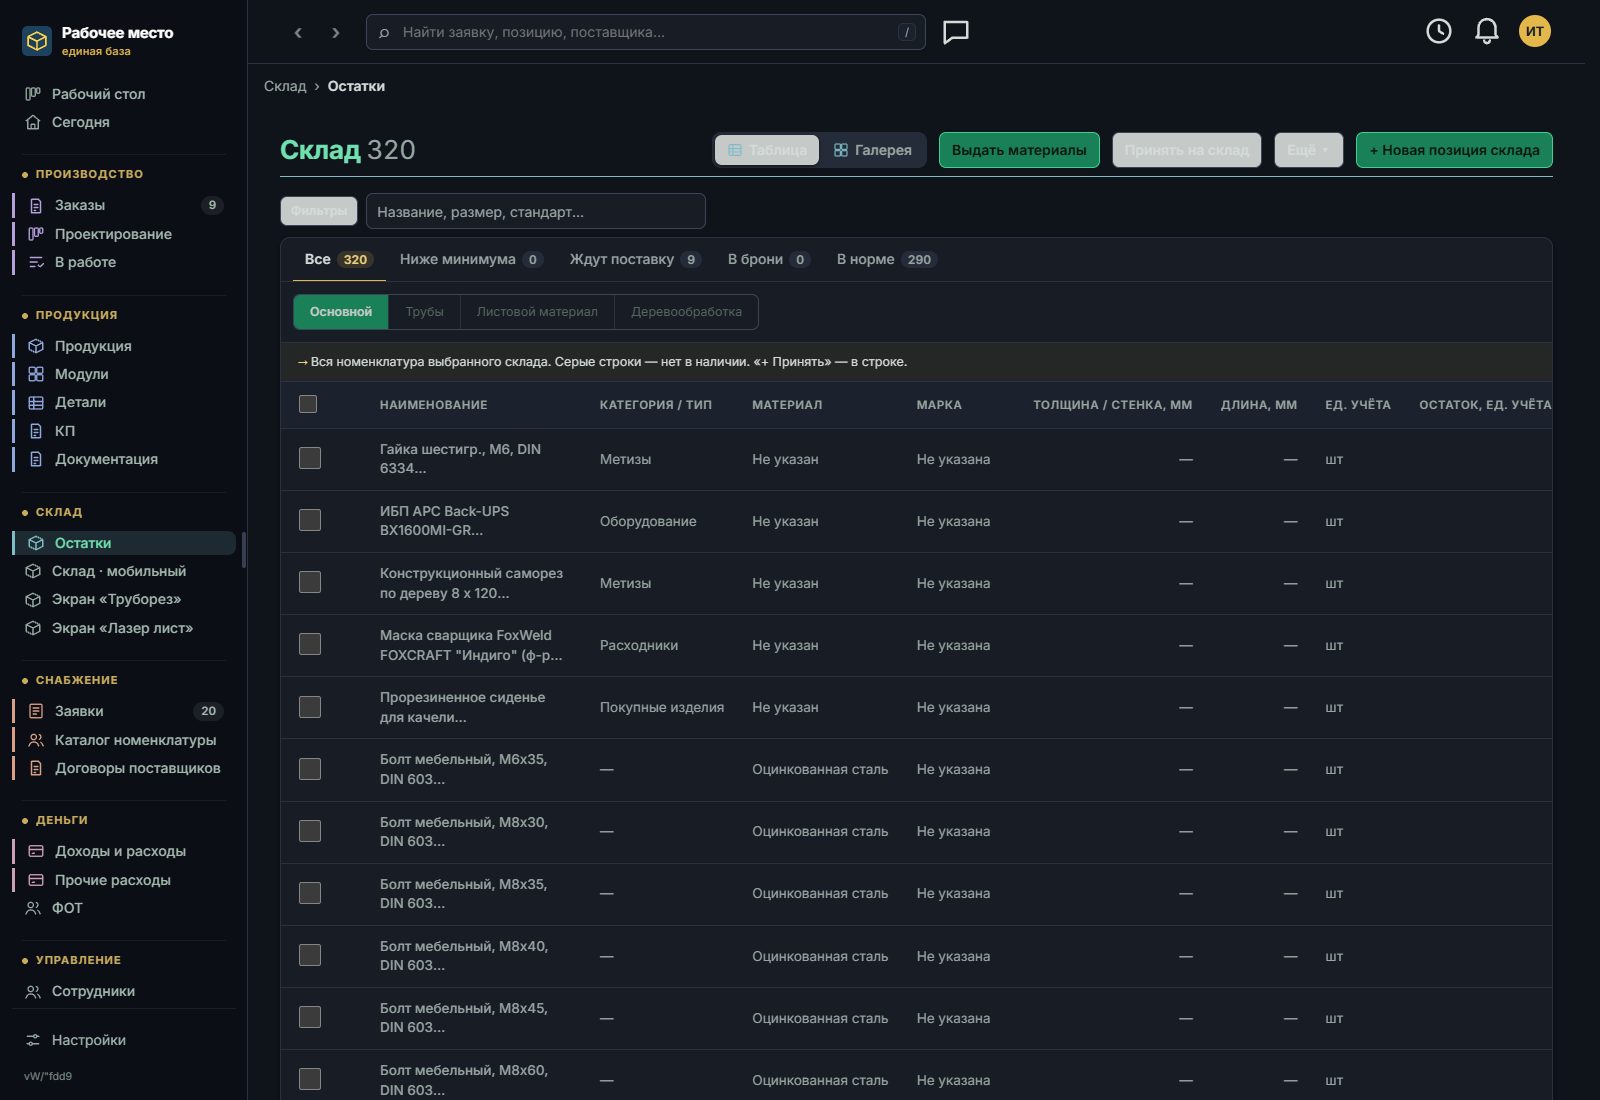 Рабочее место
единая база
Рабочий стол
Сегодня
ПРОИЗВОДСТВО
Заказы 9
Проектирование
В работе
ПРОДУКЦИЯ
Продукция
Модули
Детали
КП
Документация
СКЛАД
Остатки
Склад · мобильный
Экран «Труборез»
Экран «Лазер лист»
СНАБЖЕНИЕ
Заявки 20
Каталог номенклатуры
Договоры поставщиков
ДЕНЬГИ
Доходы и расходы
Прочие расходы
ФОТ
УПРАВЛЕНИЕ
Сотрудники
Настройки
vW/"fdd9
Найти заявку, позицию, поставщика... /
ИТ
Склад › Остатки
Склад 320
Таблица Галерея Выдать материалы Принять на склад Ещё + Новая позиция склада
Фильтры Название, размер, стандарт...
Все 320 Ниже минимума 0 Ждут поставку 9 В брони 0 В норме 290
Основной Трубы Листовой материал Деревообработка
→ Вся номенклатура выбранного склада. Серые строки — нет в наличии. «+ Принять» — в строке.
НАИМЕНОВАНИЕ КАТЕГОРИЯ / ТИП МАТЕРИАЛ МАРКА ТОЛЩИНА / СТЕНКА, ММ ДЛИНА, ММ ЕД. УЧЁТА ОСТАТОК, ЕД. УЧЁТА
Гайка шестигр., М6, DIN
6334... Метизы Не указан Не указана — — шт
ИБП APC Back-UPS
BX1600MI-GR... Оборудование Не указан Не указана — — шт
Конструкционный саморез
по дереву 8 x 120... Метизы Не указан Не указана — — шт
Маска сварщика FoxWeld
FOXCRAFT "Индиго" (ф-р... Расходники Не указан Не указана — — шт
Прорезиненное сиденье
для качели... Покупные изделия Не указан Не указана — — шт
Болт мебельный, М6х35,
DIN 603... — Оцинкованная сталь Не указана — — шт
Болт мебельный, М8х30,
DIN 603... — Оцинкованная сталь Не указана — — шт
Болт мебельный, М8х35,
DIN 603... — Оцинкованная сталь Не указана — — шт
Болт мебельный, М8х40,
DIN 603... — Оцинкованная сталь Не указана — — шт
Болт мебельный, М8х45,
DIN 603... — Оцинкованная сталь Не указана — — шт
Болт мебельный, М8х60,
DIN 603... — Оцинкованная сталь Не указана — — шт